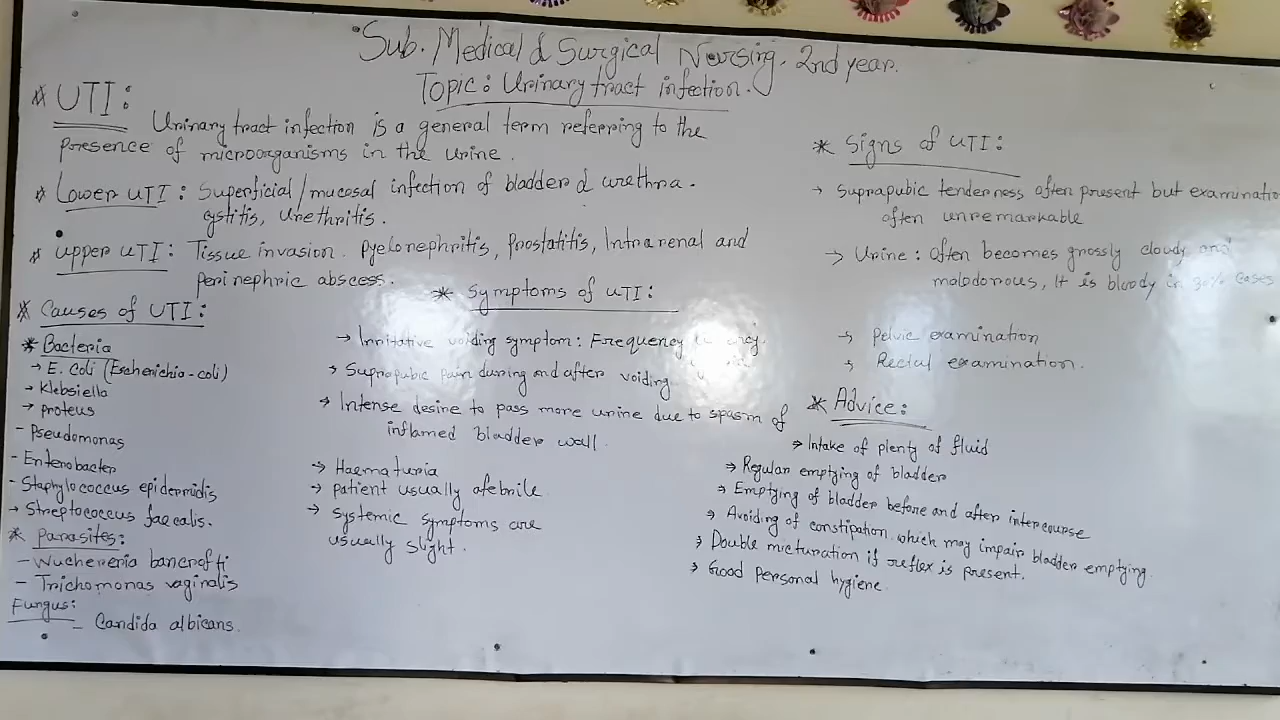 Sub. Medical & Surgical Nursing. 2nd year.
Topic: Urinary tract infection.
* UTI:
Urinary tract infection is a general term referring to the
presence of microorganisms in the urine.
* Lower UTI: Superficial/mucosal infection of bladder & urethra.
cystitis, Urethritis.
* upper UTI: Tissue invasion. Pyelonephritis, Prostatitis, Intrarenal and
perinephric abscess.
* Causes of UTI:
* Bacteria
→ E. Coli (Escherichia-coli)
→ Klebsiella
→ proteus
- Pseudomonas
- Enterobacter
- Staphylococcus epidermidis
→ Streptococcus faecalis.
* Parasites:
- Wuchereria bancrofti
- Trichomonas vaginalis
Fungus:
- Candida albicans.
* Symptoms of UTI:
→ Irritative voiding symptom: Frequency
→ Suprapubic pain during and after voiding
→ Intense desire to pass more urine due to spasm of
inflamed bladder wall.
→ Haematuria
→ patient usually afebrile
→ systemic symptoms are
usually slight.
* Signs of UTI:
→ suprapubic tenderness often present but examinatio
often unremarkable
→ Urine: Often becomes grossly cloudy and
malodorous, It is bloody in 30% cases
→ Pelvic examination
→ Rectal examination.
* Advice:
→ Intake of plenty of fluid
→ Regular emptying of bladder
→ Emptying of bladder before and after intercourse
→ Avoiding of constipation which may impair bladder emptying.
→ Double micturation if reflex is present.
→ Good personal hygiene.